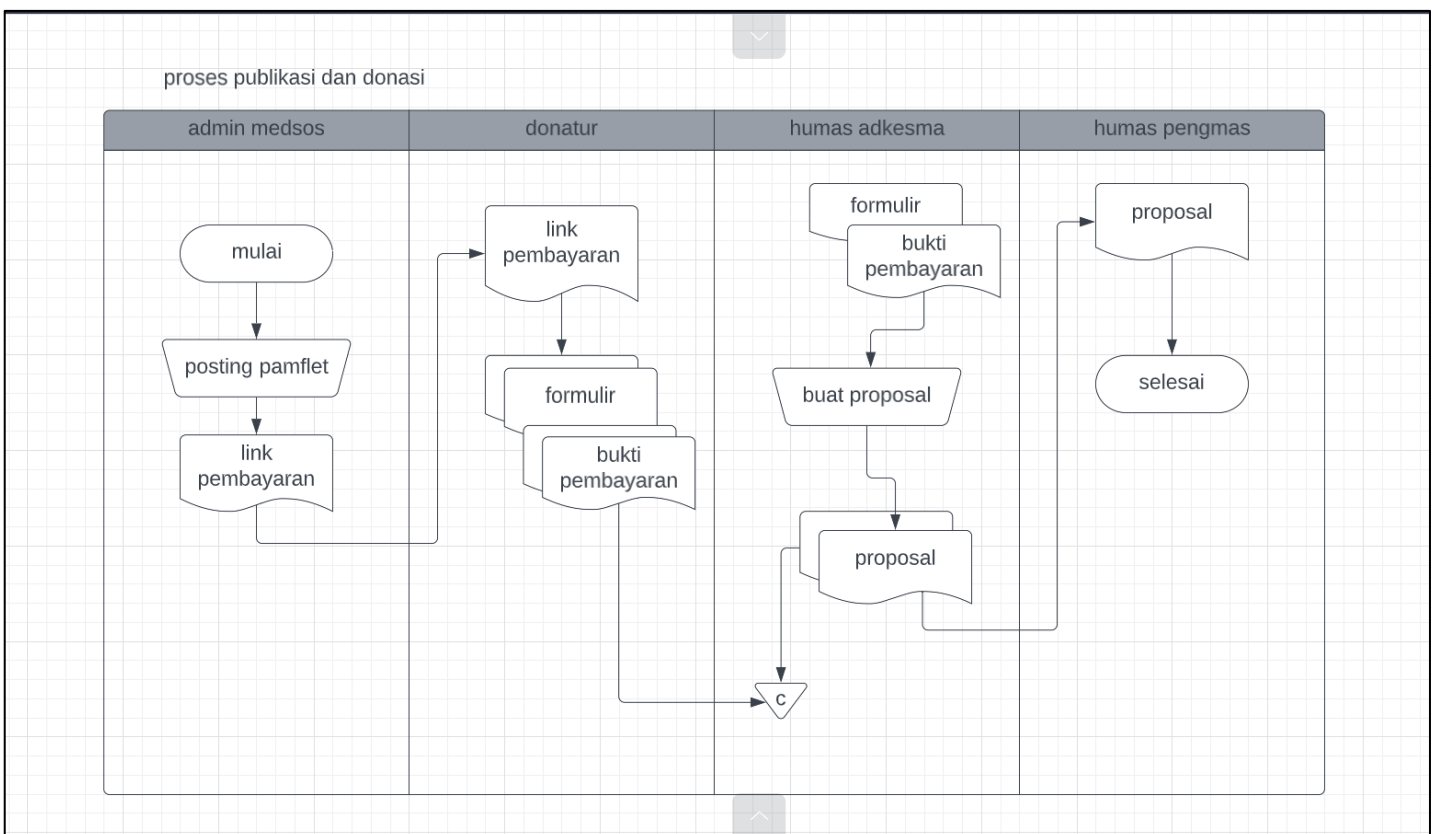 proses publikasi dan donasi
admin medsos
donatur
humas adkesma
humas pengmas
mulai
posting pamflet
link
pembayaran
link
pembayaran
formulir
bukti
pembayaran
formulir
bukti
pembayaran
buat proposal
proposal
c
proposal
selesai